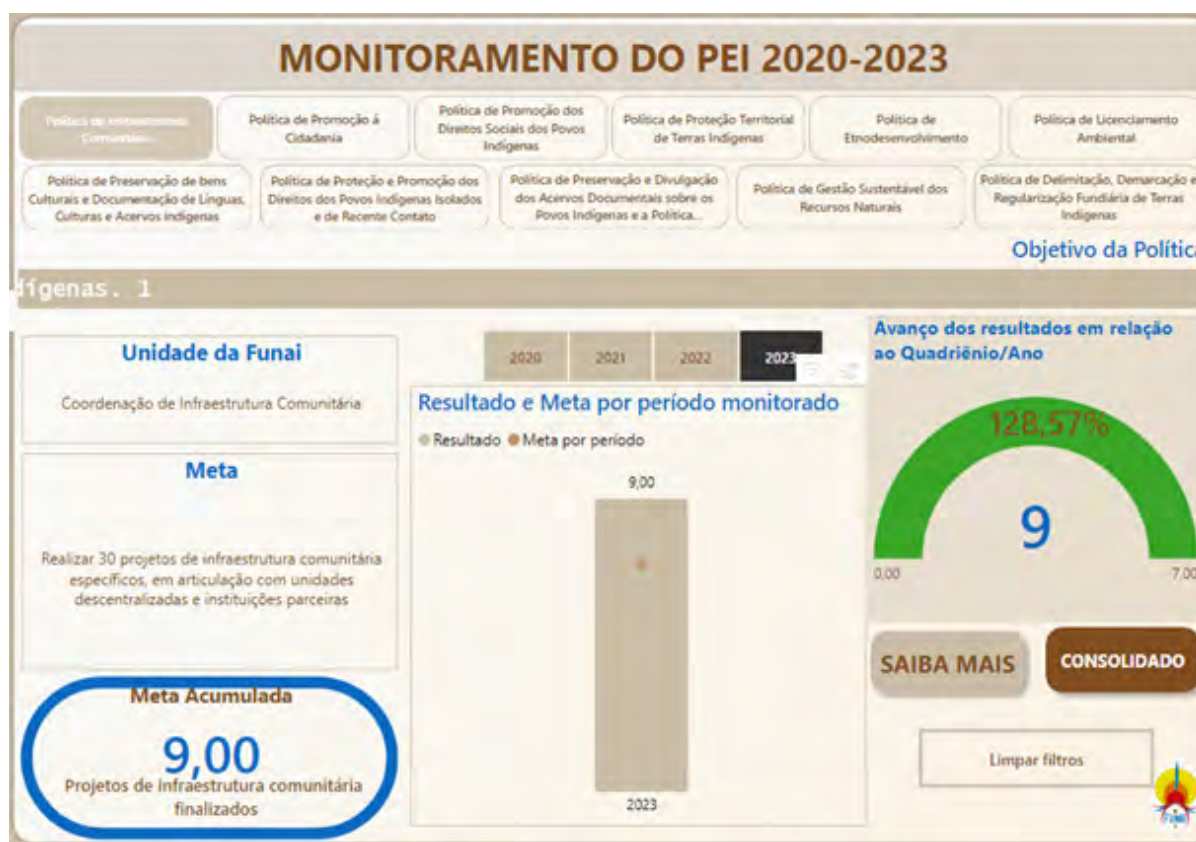 MONITORAMENTO DO PEI 2020-2023
Política de Infraestrutura
Comunitá...
Política de Promoção á
Cidadania
Política de Promoção dos
Direitos Sociais dos Povos
Indígenas
Política de Proteção Territorial
de Terras Indígenas
Política de
Etnodesenvolvimento
Política de Licenciamento
Ambiental
Política de Preservação de bens
Culturais e Documentação de Línguas,
Culturas e Acervos indígenas
Política de Proteção e Promoção dos
Direitos dos Povos Indígenas Isolados
e de Recente Contato
Política de Preservação e Divulgação
dos Acervos Documentais sobre os
Povos Indígenas e a Política...
Política de Gestão Sustentável dos
Recursos Naturais
Política de Delimitação, Demarcação e
Regularização Fundiária de Terras
Indígenas
Objetivo da Política
dígenas. 1
Unidade da Funai
Coordenação de Infraestrutura Comunitária
Meta
Realizar 30 projetos de infraestrutura comunitária
específicos, em articulação com unidades
descentralizadas e instituições parceiras
Meta Acumulada
9,00
Projetos de infraestrutura comunitária
finalizados
2020
2021
2022
2023
Resultado e Meta por período monitorado
Resultado
Meta por período
9,00
2023
Avanço dos resultados em relação
ao Quadriênio/Ano
128,57%
9
0,00
7,00
SAIBA MAIS
CONSOLIDADO
Limpar filtros
FUNAI